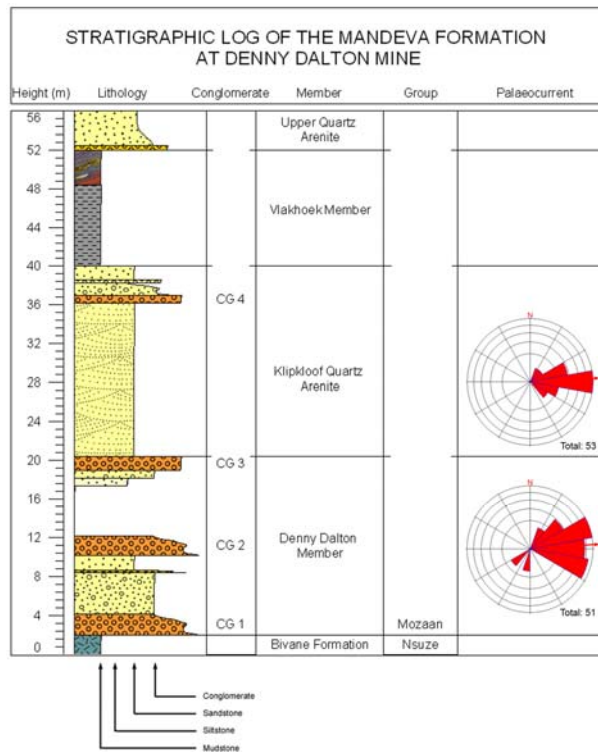 STRATIGRAPHIC LOG OF THE MANDEVA FORMATION
AT DENNY DALTON MINE
Height (m) Lithology Conglomerate Member Group Palaeocurrent
56
Upper Quartz
Arenite
52
48
Vlakhoek Member
44
40
36
CG 4
32
N
Klipkloof Quartz
Arenite
28
24
Total: 53
20
CG 3
16
N
12
CG 2
Denny Dalton
Member
8
4
CG 1
Mozaan
Total: 51
0
Bivane Formation
Nsuze
Conglomerate
Sandstone
Siltstone
Mudstone